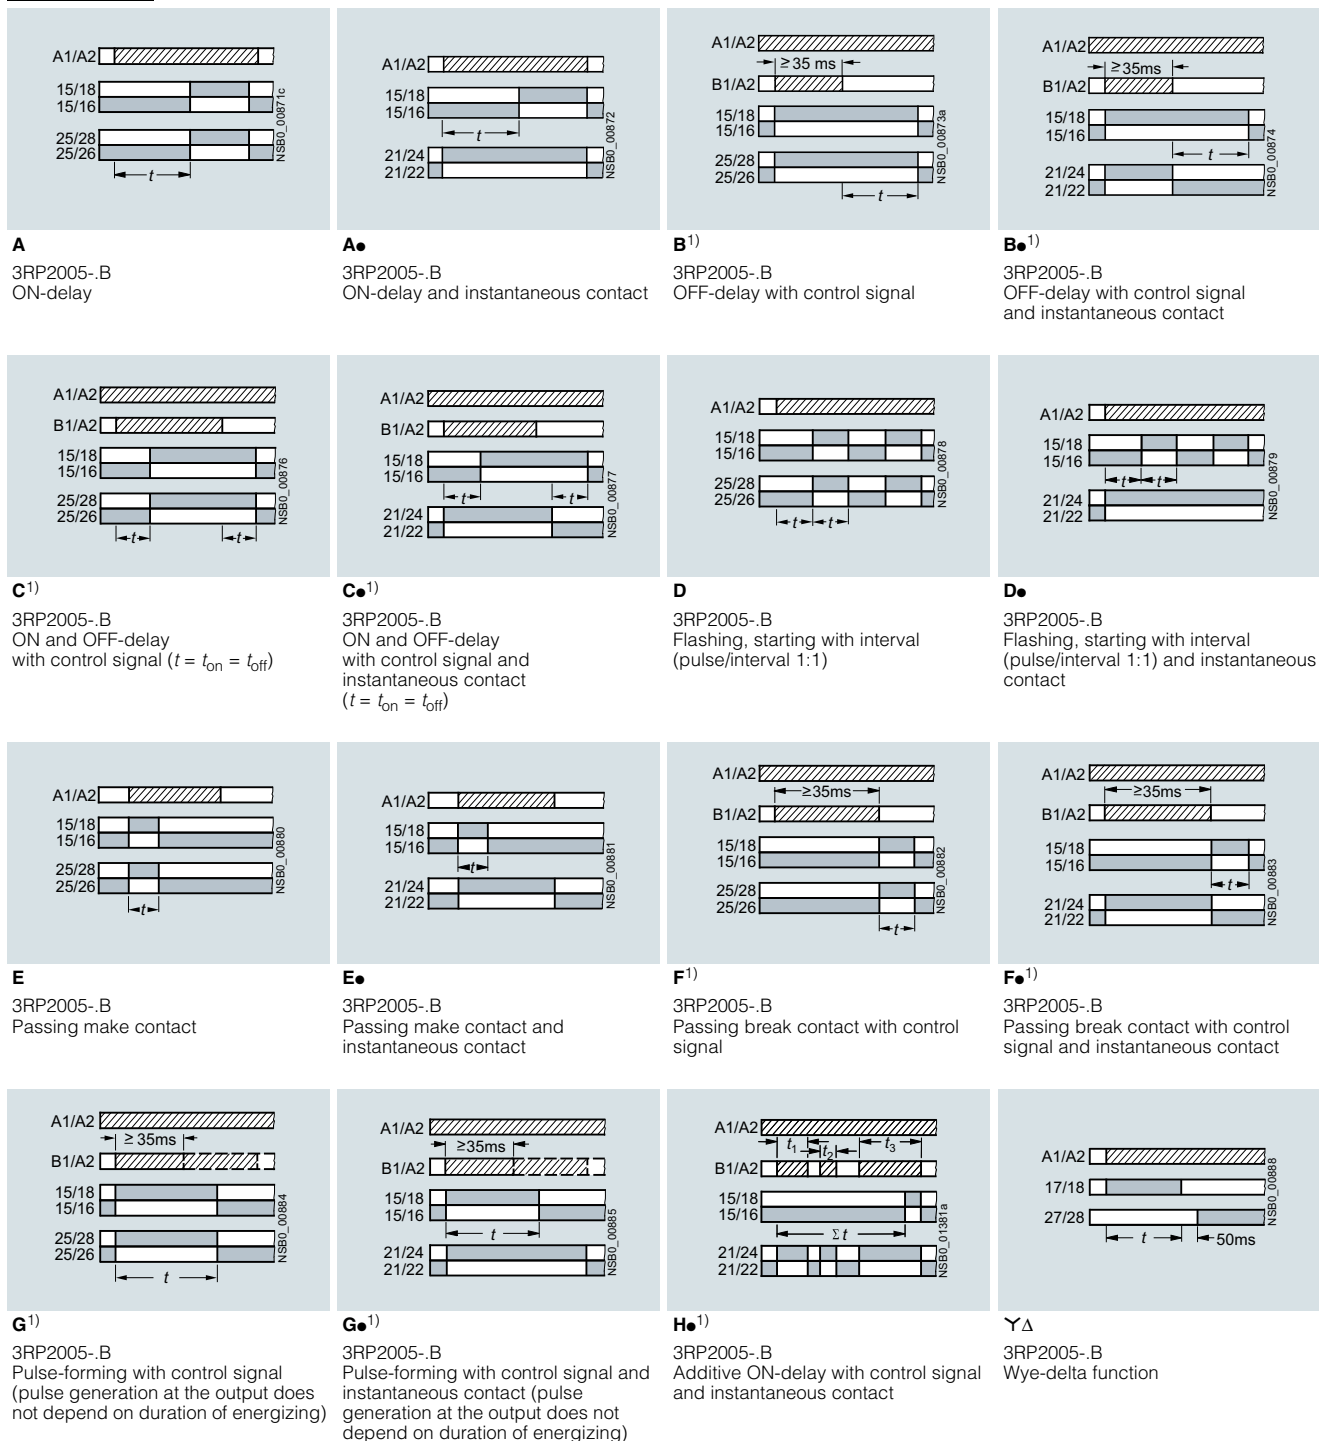 A1/A2
15/18
15/16
25/28
25/26
t
NSB0_00871c
A
3RP2005-.B
ON-delay
A1/A2
15/18
15/16
t
21/24
21/22
NSB0_00872
A●
3RP2005-.B
ON-delay and instantaneous contact
A1/A2
≥35 ms
B1/A2
15/18
15/16
25/28
25/26
t
NSB0_00873a
B1)
3RP2005-.B
OFF-delay with control signal
A1/A2
≥35ms
B1/A2
15/18
15/16
t
21/24
21/22
NSB0_00874
B●1)
3RP2005-.B
OFF-delay with control signal
and instantaneous contact
A1/A2
B1/A2
15/18
15/16
25/28
25/26
t t
NSB0_00876
C1)
3RP2005-.B
ON and OFF-delay
with control signal (t = ton = toff)
A1/A2
B1/A2
15/18
15/16
t t
21/24
21/22
NSB0_00877
C●1)
3RP2005-.B
ON and OFF-delay
with control signal and
instantaneous contact
(t = ton = toff)
A1/A2
15/18
15/16
25/28
25/26
t t
NSB0_00878
D
3RP2005-.B
Flashing, starting with interval
(pulse/interval 1:1)
A1/A2
15/18
15/16
t t
21/24
21/22
NSB0_00879
D●
3RP2005-.B
Flashing, starting with interval
(pulse/interval 1:1) and instantaneous
contact
A1/A2
15/18
15/16
25/28
25/26
t
NSB0_00880
E
3RP2005-.B
Passing make contact
A1/A2
15/18
15/16
t
21/24
21/22
NSB0_00881
E●
3RP2005-.B
Passing make contact and
instantaneous contact
A1/A2
≥35ms
B1/A2
15/18
15/16
25/28
25/26
t
NSB0_00882
F1)
3RP2005-.B
Passing break contact with control
signal
A1/A2
≥35ms
B1/A2
15/18
15/16
t
21/24
21/22
NSB0_00883
F●1)
3RP2005-.B
Passing break contact with control
signal and instantaneous contact
A1/A2
≥ 35ms
B1/A2
15/18
15/16
25/28
25/26
t
NSB0_00884
G1)
3RP2005-.B
Pulse-forming with control signal
(pulse generation at the output does
not depend on duration of energizing)
A1/A2
≥35ms
B1/A2
15/18
15/16
t
21/24
21/22
NSB0_00885
G●1)
3RP2005-.B
Pulse-forming with control signal and
instantaneous contact (pulse
generation at the output does not
depend on duration of energizing)
A1/A2
t1 t2 t3
B1/A2
15/18
15/16
Σt
21/24
21/22
NSB0_01381a
H●1)
3RP2005-.B
Additive ON-delay with control signal
and instantaneous contact
A1/A2
17/18
27/28
t 50ms
NSB0_00888
YΔ
3RP2005-.B
Wye-delta function